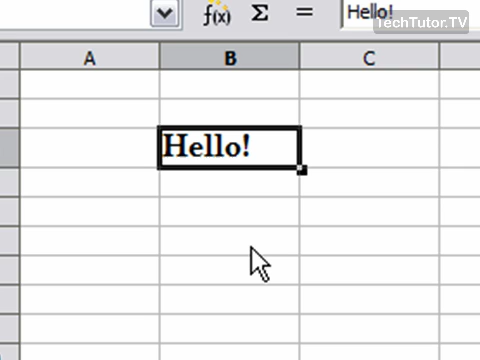 f(x) Σ = Hello!
TechTutor.TV
A B C
Hello!